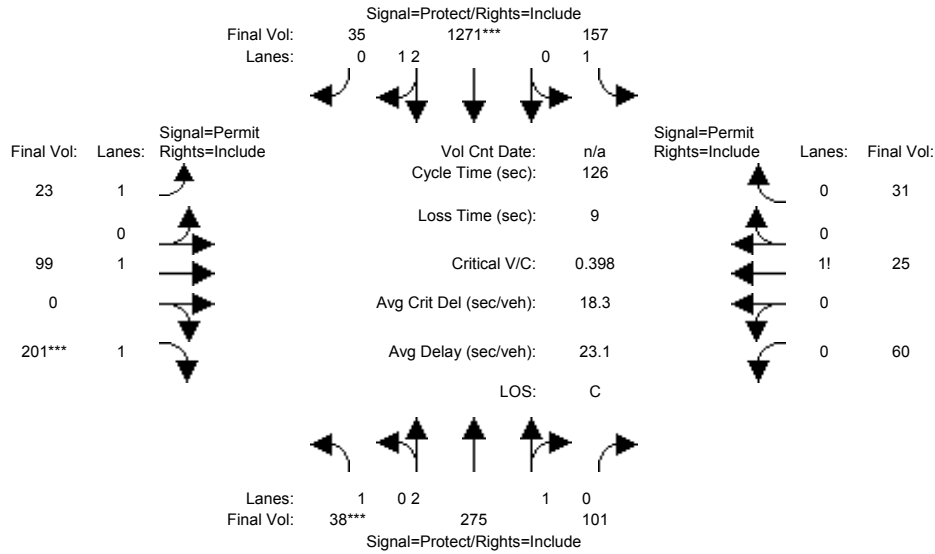 Signal=Protect/Rights=Include
Final Vol: 35 1271*** 157
Lanes: 0 1 2 0 1
Signal=Permit Signal=Permit
Final Vol: Lanes: Rights=Include Vol Cnt Date: n/a Rights=Include Lanes: Final Vol:
Cycle Time (sec): 126
23 1 0 31
Loss Time (sec): 9
0 0
99 1 Critical V/C: 0.398 1! 25
0 Avg Crit Del (sec/veh): 18.3 0
201*** 1 Avg Delay (sec/veh): 23.1 0 60
LOS: C
Lanes: 1 0 2 1 0
Final Vol: 38*** 275 101
Signal=Protect/Rights=Include